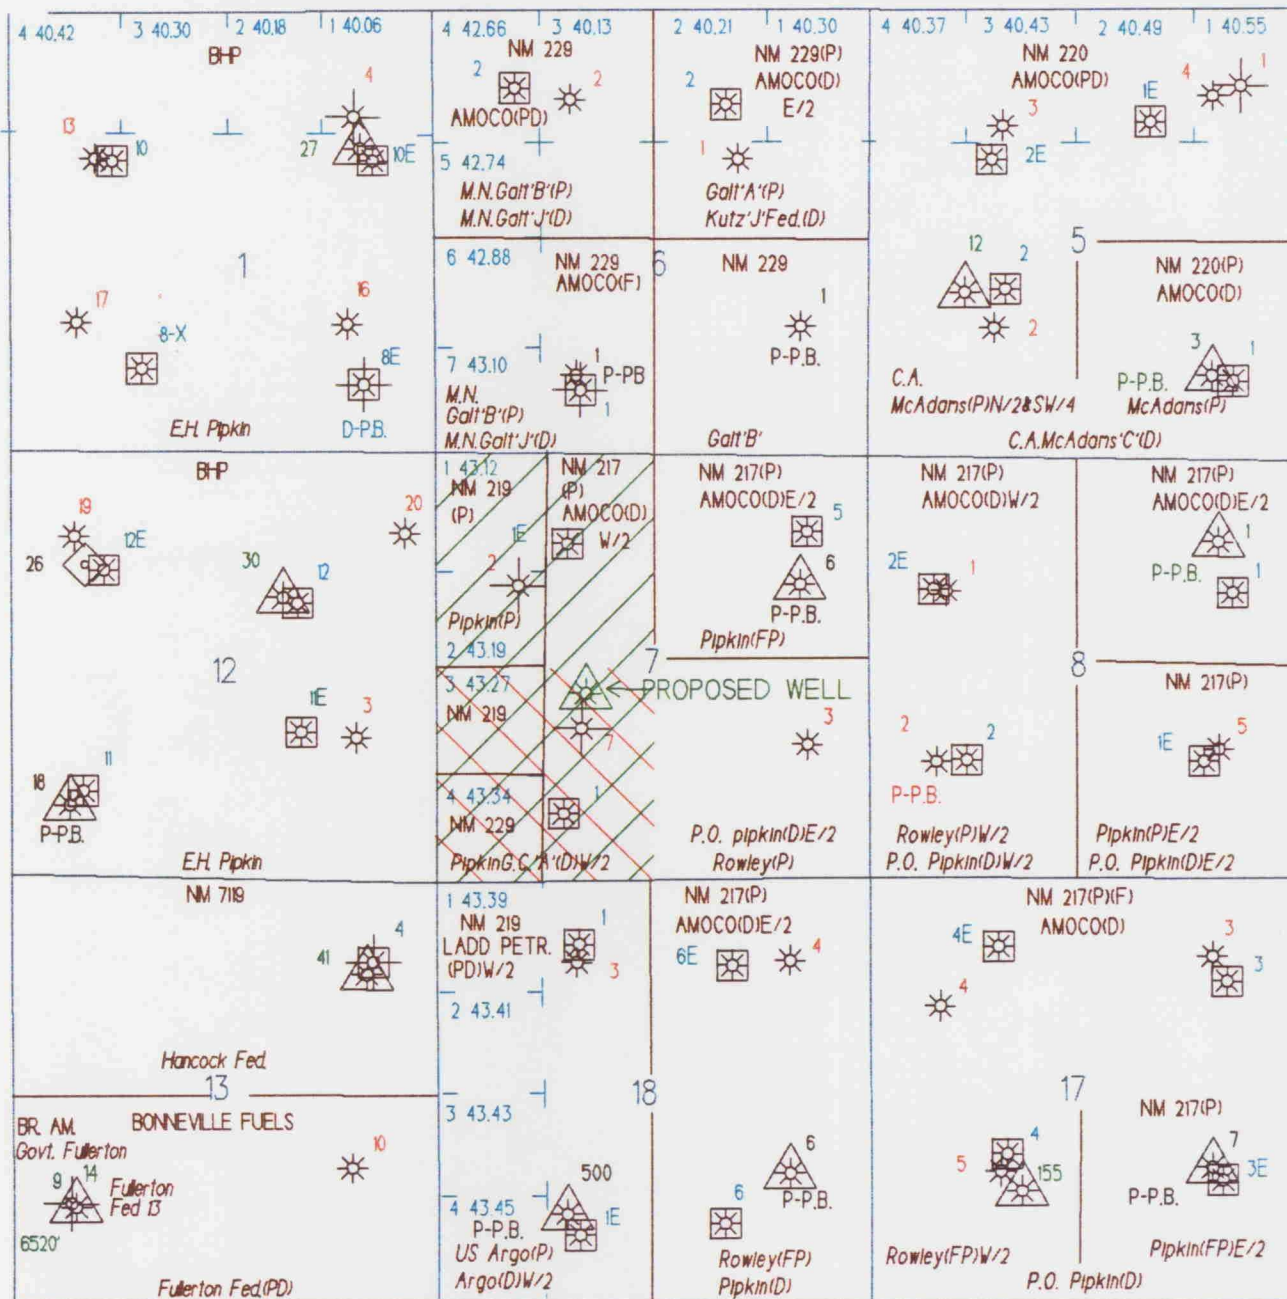 4 40.42
3 40.30
2 40.18
1 40.06
BHP
4
13
10
27
10E
1
17
16
8-X
8E
E.H. Pipkin
D-P.B.
4 42.66
3 40.13
NM 229
2
2
AMOCO(PD)
5 42.74
M.N.Galt'B'(P)
M.N.Galt'J'(D)
2 40.21
1 40.30
NM 229(P)
AMOCO(D)
E/2
2
1
Galt'A'(P)
Kutz'J'Fed.(D)
6 42.88
NM 229
AMOCO(F)
6
7 43.10
1
P-PB
M.N.
Galt'B'(P)
1
M.N.Galt'J'(D)
NM 229
1
P-P.B.
Galt'B'
4 40.37
3 40.43
2 40.49
1 40.55
NM 220
AMOCO(PD)
4
1
1E
3
2E
12
2
5
2
NM 220(P)
AMOCO(D)
3
1
P-P.B.
C.A.
McAdams(P)N/2&SW/4
McAdams(P)
C.A.McAdams'C'(D)
BHP
19
20
12E
26
30
12
12
11E
3
11
18
P-P.B.
E.H. Pipkin
1 43.12
NM 219
(P)
NM 217
(P)
AMOCO(D)
W/2
1E
2
Pipkin(P)
2 43.19
3 43.27
NM 219
7
PROPOSED WELL
7
4 43.34
NM 229
1
PipkinG.C.'A'(D)W/2
NM 217(P)
AMOCO(D)E/2
5
6
P-P.B.
Pipkin(FP)
3
P.O. pipkin(D)E/2
Rowley(P)
NM 217(P)
AMOCO(D)W/2
2E
1
8
2
2
P-P.B.
Rowley(P)W/2
P.O. Pipkin(D)W/2
NM 217(P)
AMOCO(D)E/2
1
P-P.B.
1
NM 217(P)
5
1E
Pipkin(P)E/2
P.O. Pipkin(D)E/2
NM 7119
4
41
Hancock Fed.
13
BR. AM.
BONNEVILLE FUELS
Govt. Fullerton
10
9
14
Fullerton
Fed 13
6520'
Fullerton Fed.(PD)
1 43.39
NM 219
1
LADD PETR.
(PD)W/2
3
2 43.41
18
3 43.43
500
4 43.45
P-P.B.
1E
US Argo(P)
Argo(D)W/2
NM 217(P)
AMOCO(D)E/2
6E
4
6
6
P-P.B.
Rowley(FP)
Pipkin(D)
NM 217(P)(F)
AMOCO(D)
4E
3
4
3
17
NM 217(P)
4
7
5
155
3E
P-P.B.
Rowley(FP)W/2
Pipkin(FP)E/2
P.O. Pipkin(D)